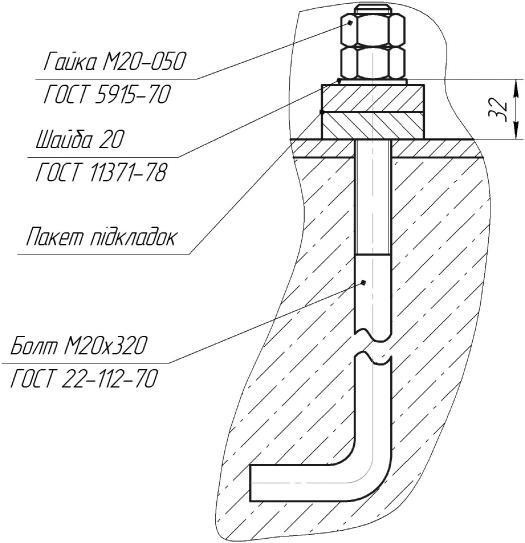 Гайка М20-050
ГОСТ 5915-70
Шайба 20
ГОСТ 11371-78
Пакет підкладок
Болт М20х320
ГОСТ 22-112-70
32